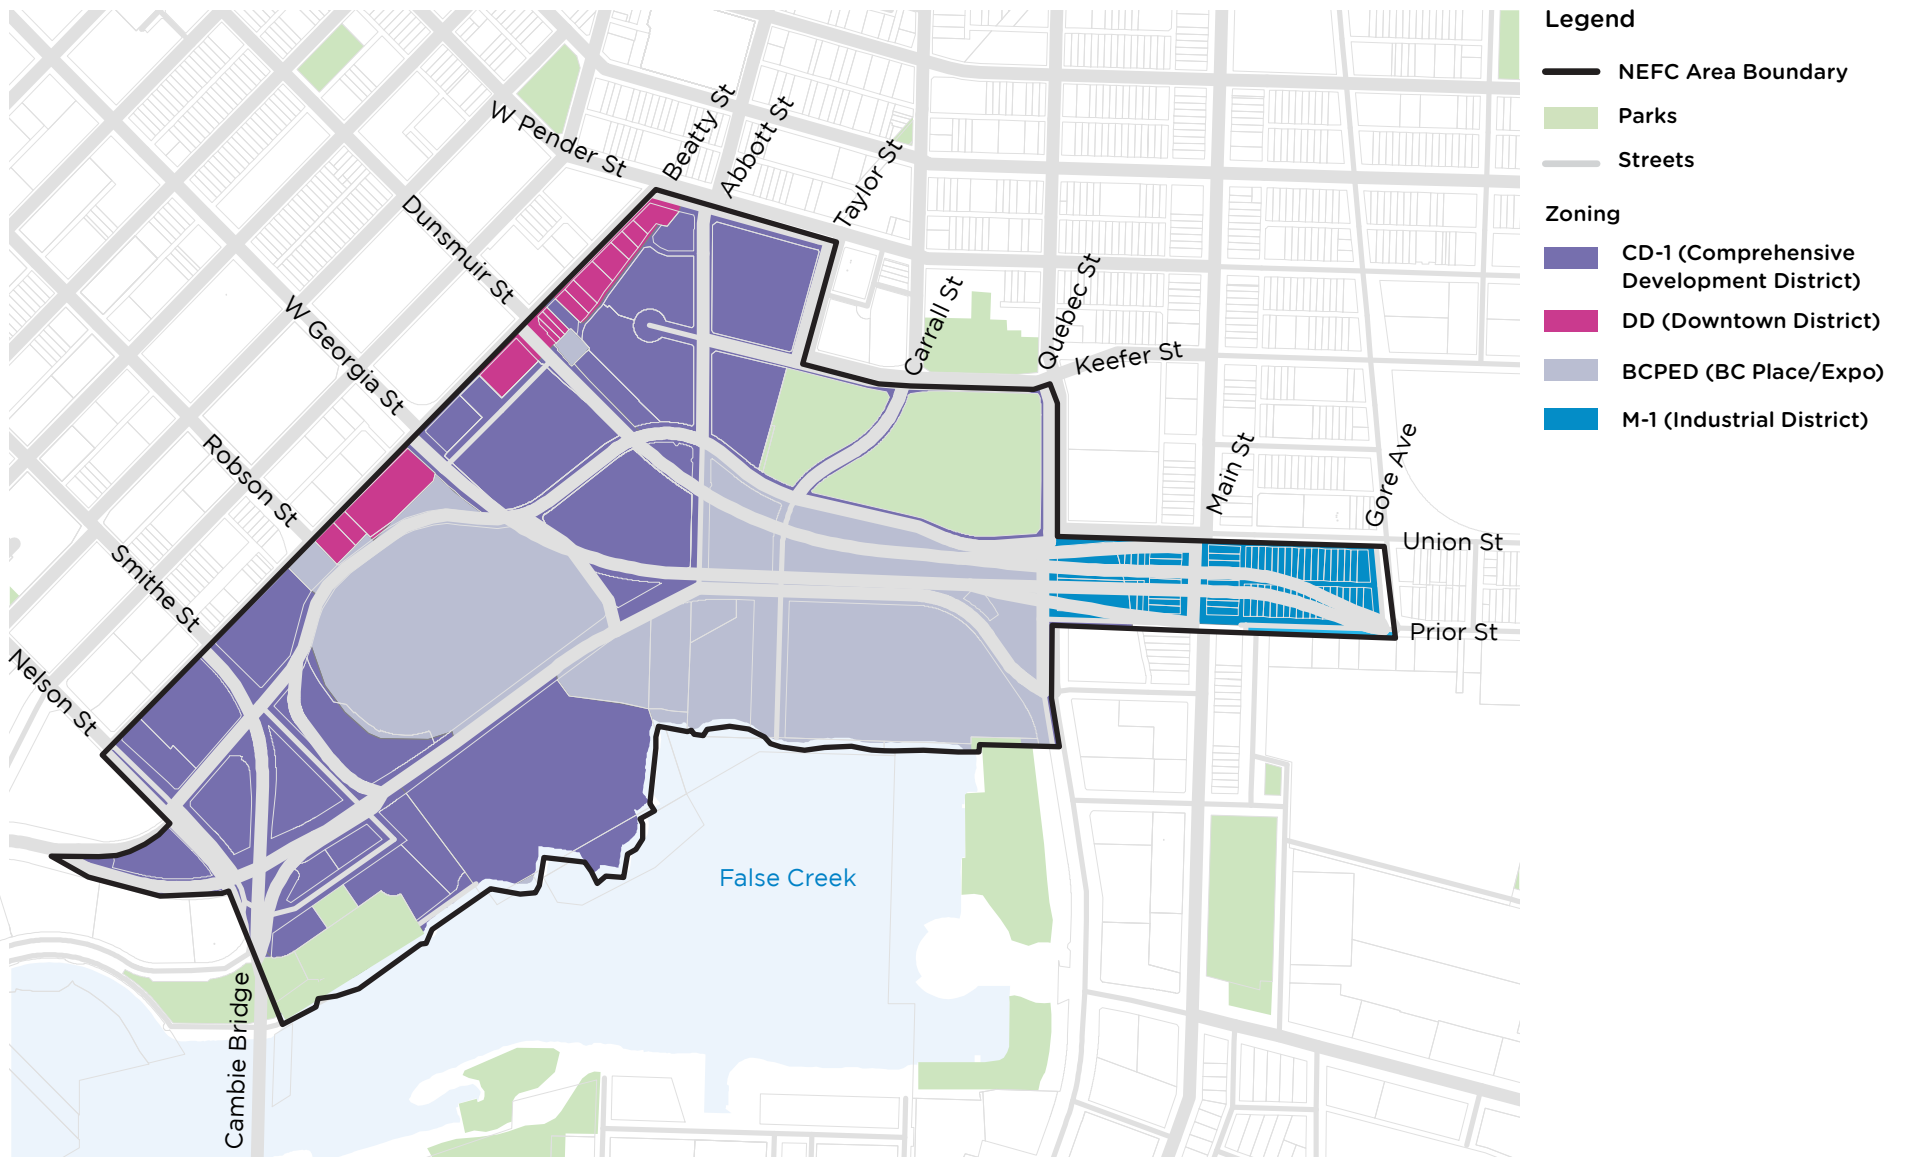 Legend
NEFC Area Boundary
Parks
Streets
Zoning
CD-1 (Comprehensive
Development District)
DD (Downtown District)
BCPED (BC Place/Expo)
M-1 (Industrial District)
W Pender St
Beatty St
Abbott St
Taylor St
Dunsmuir St
Carrall St
Quebec St
Keefer St
W Georgia St
Robson St
Main St
Gore Ave
Union St
Smithe St
Prior St
Nelson St
False Creek
Cambie Bridge